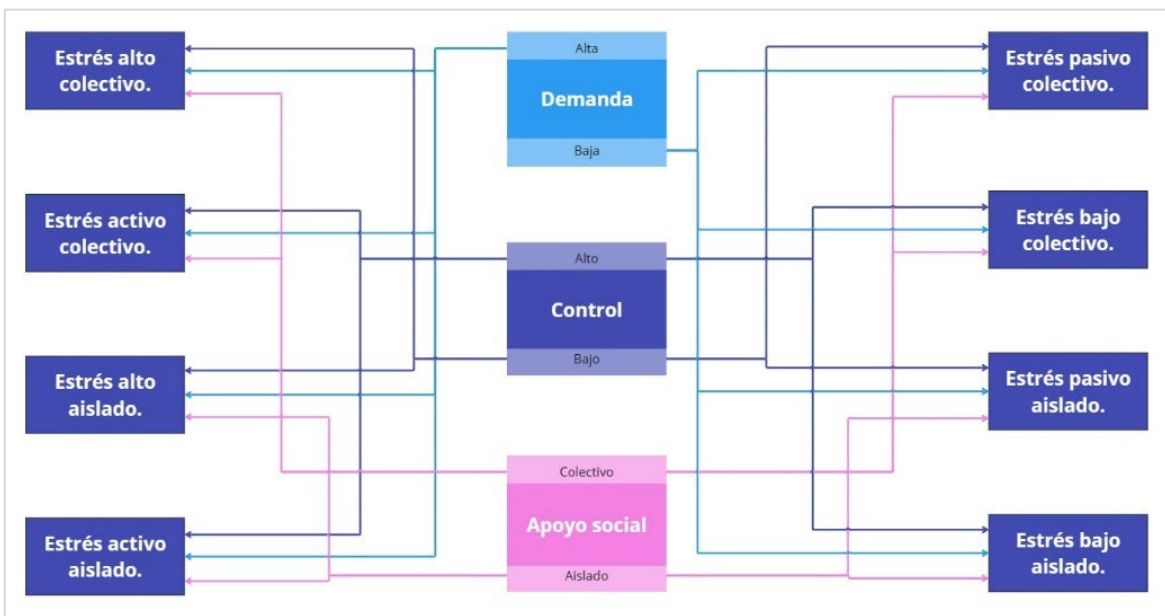 Estrés alto
colectivo.
Estrés activo
colectivo.
Estrés alto
aislado.
Estrés activo
aislado.
Alta
Demanda
Baja
Alto
Control
Bajo
Colectivo
Apoyo social
Aislado
Estrés pasivo
colectivo.
Estrés bajo
colectivo.
Estrés pasivo
aislado.
Estrés bajo
aislado.